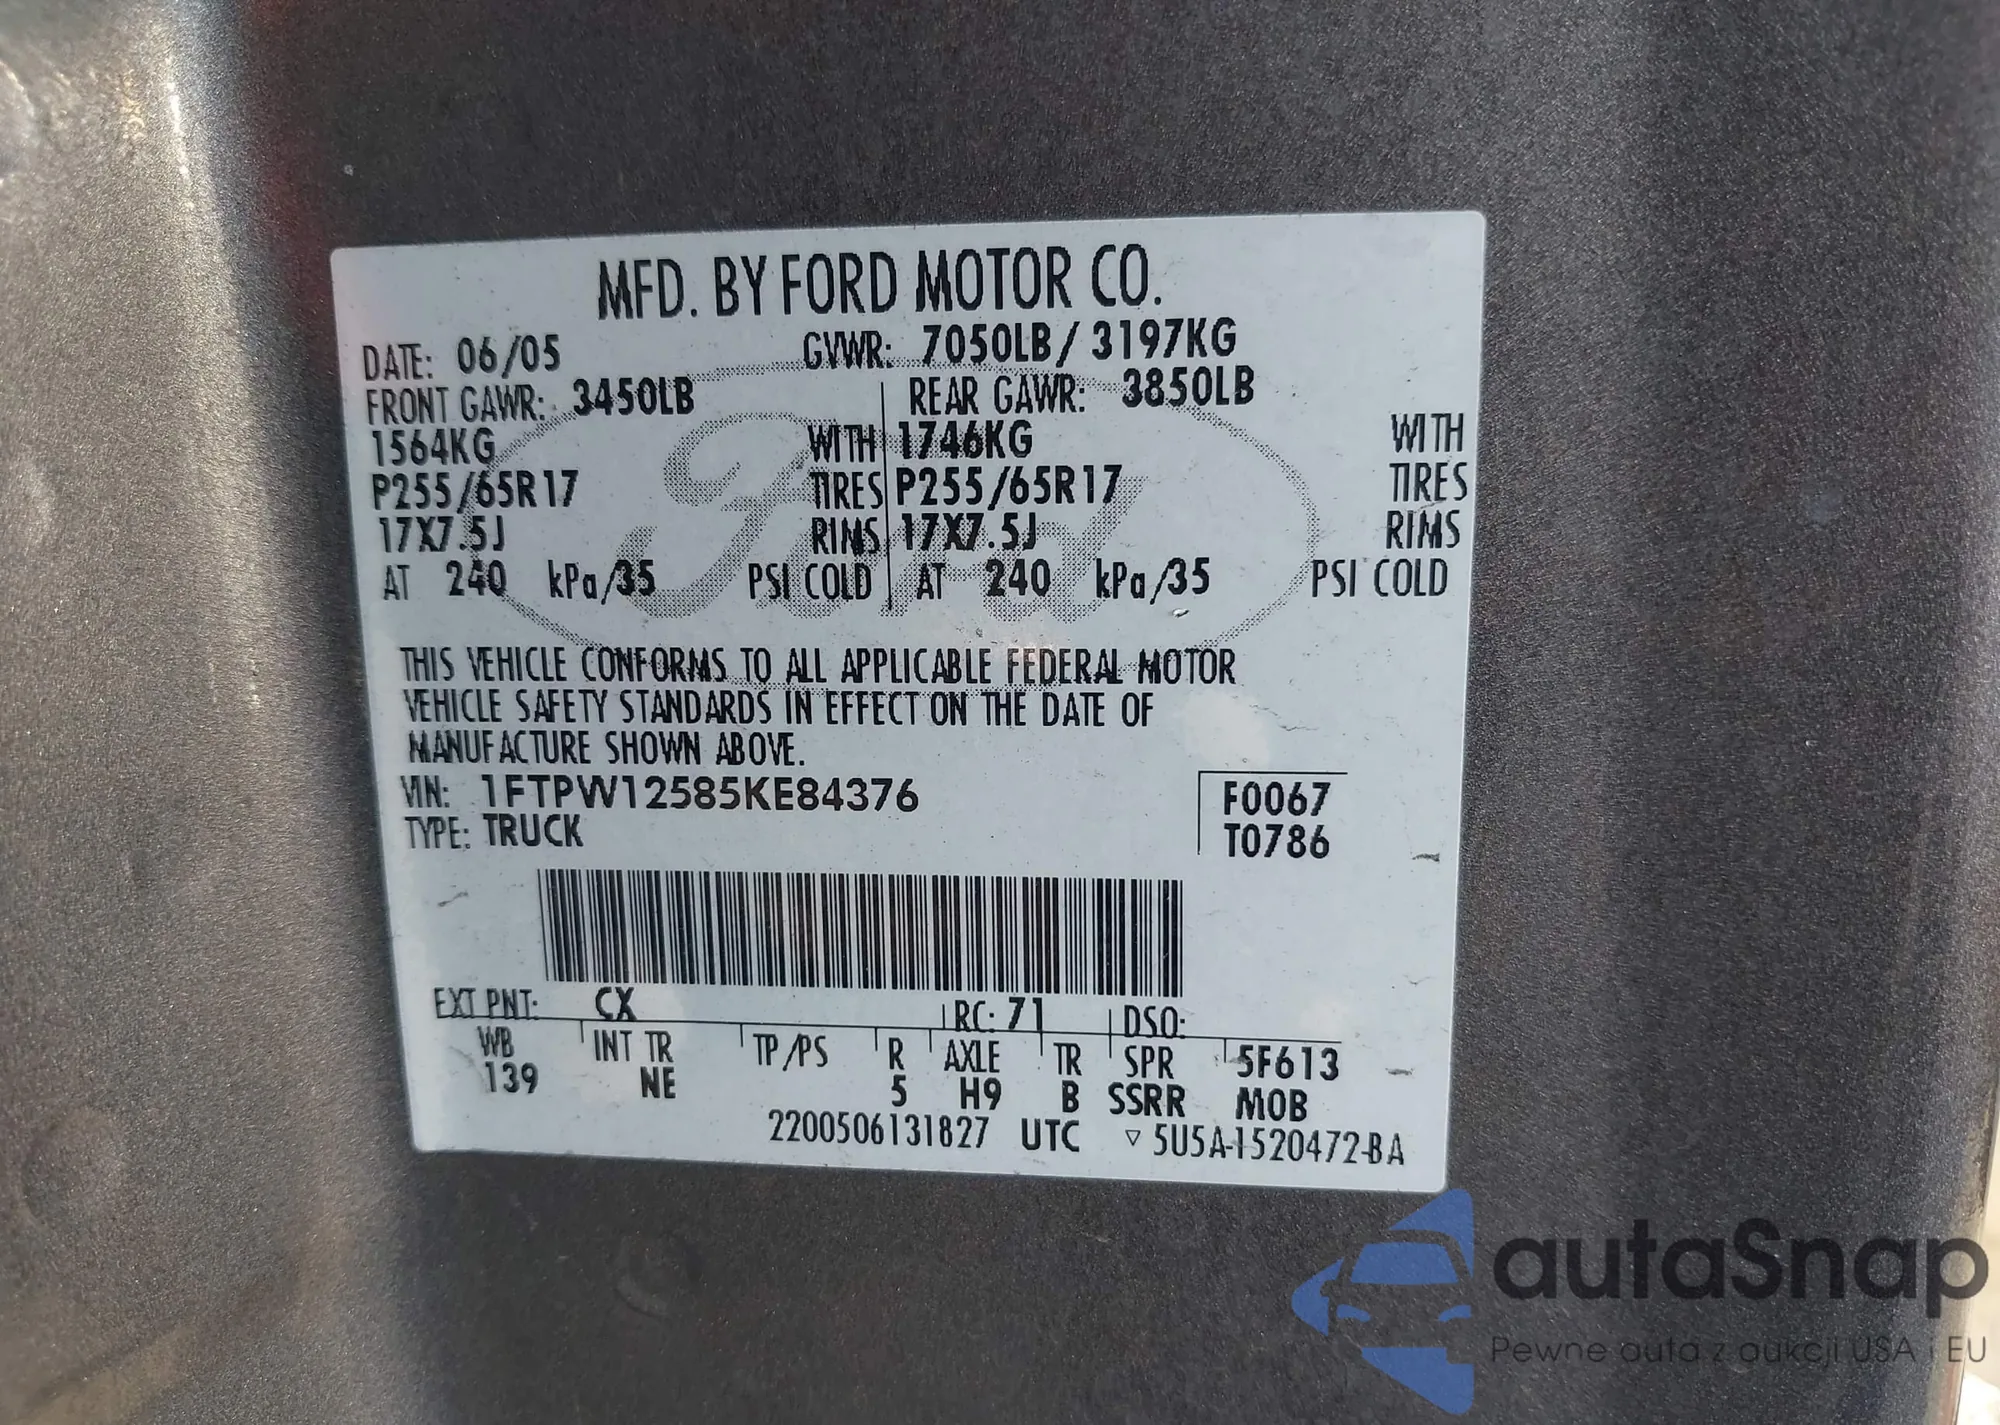 MFD. BY FORD MOTOR CO.
DATE: 06/05 GVWR: 7050LB / 3197KG
FRONT GAWR: 3450LB REAR GAWR: 3850LB
1564KG WITH 1746KG WITH
P255/65R17 TIRES P255/65R17 TIRES
17X7.5J RIMS 17X7.5J RIMS
AT 240 kPa/35 PSI COLD AT 240 kPa/35 PSI COLD
Ford
THIS VEHICLE CONFORMS TO ALL APPLICABLE FEDERAL MOTOR
VEHICLE SAFETY STANDARDS IN EFFECT ON THE DATE OF
MANUFACTURE SHOWN ABOVE.
VIN: 1FTPW12585KE84376 F0067
TYPE: TRUCK T0786
EXT PNT: CX RC: 71 DSO:
WB INT TR TP/PS R AXLE TR SPR 5F613
139 NE 5 H9 B SSRR MOB
2200506131827 UTC ▽ 5U5A-1520472-BA
autaSnap
Pewne auta z aukcji USA i EU